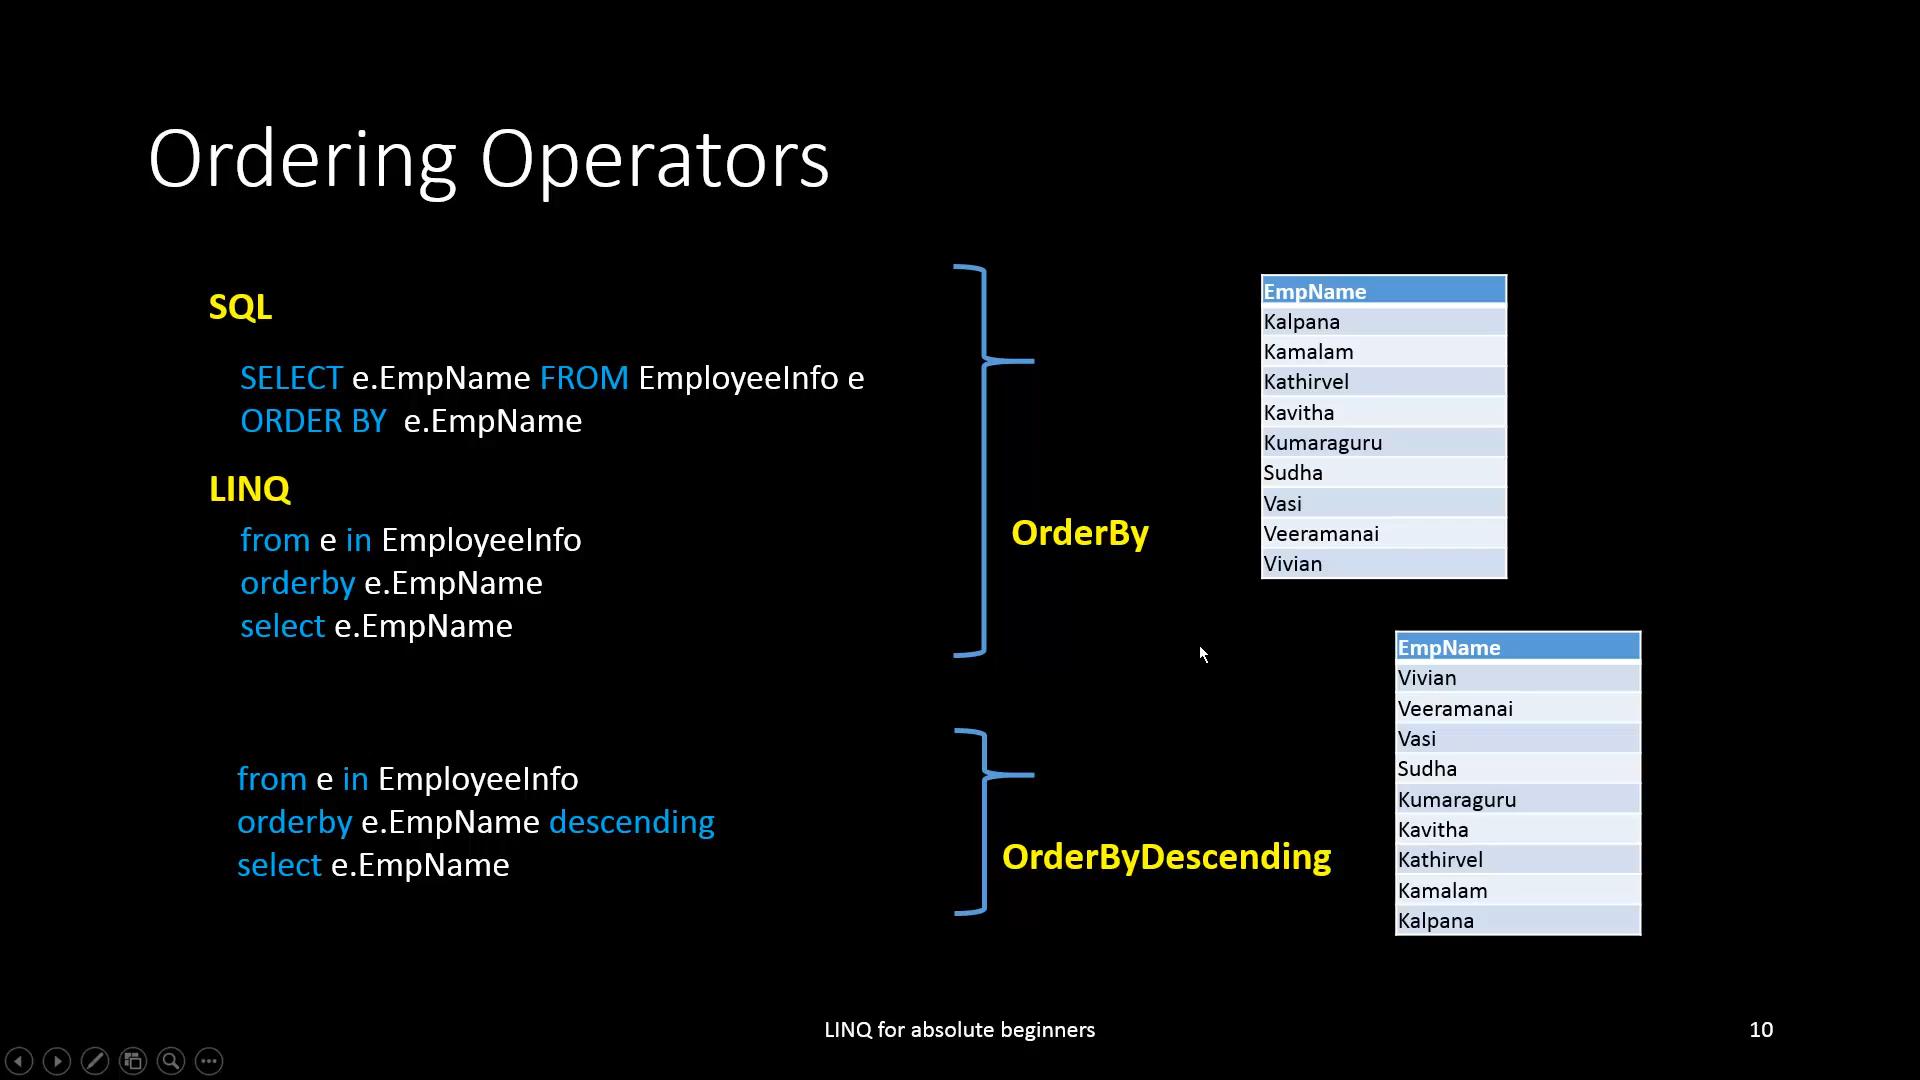 Ordering Operators
SQL
SELECT e.EmpName FROM EmployeeInfo e
ORDER BY e.EmpName
LINQ
from e in EmployeeInfo
orderby e.EmpName
select e.EmpName
OrderBy
EmpName
Kalpana
Kamalam
Kathirvel
Kavitha
Kumaraguru
Sudha
Vasi
Veeramanai
Vivian
from e in EmployeeInfo
orderby e.EmpName descending
select e.EmpName
OrderByDescending
EmpName
Vivian
Veeramanai
Vasi
Sudha
Kumaraguru
Kavitha
Kathirvel
Kamalam
Kalpana
LINQ for absolute beginners
10